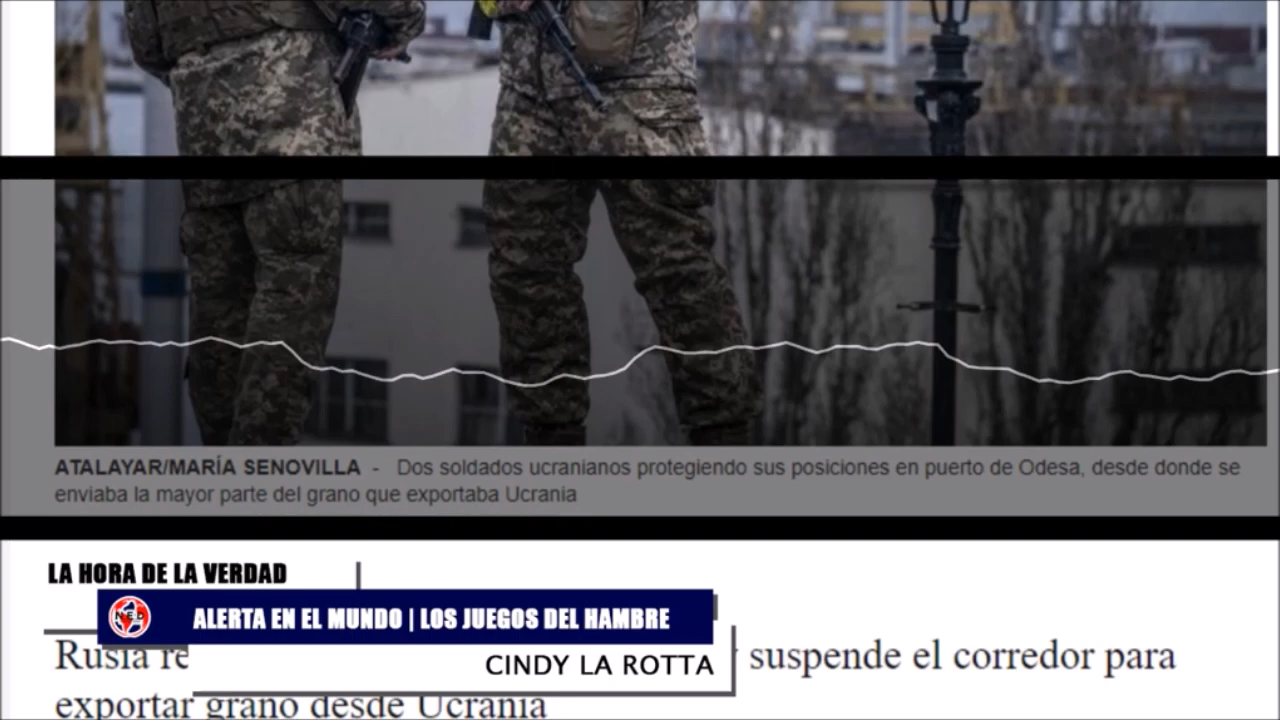 ATALAYAR/MARÍA SENOVILLA - Dos soldados ucranianos protegiendo sus posiciones en puerto de Odesa, desde donde se
enviaba la mayor parte del grano que exportaba Ucrania
LA HORA DE LA VERDAD
NED
ALERTA EN EL MUNDO | LOS JUEGOS DEL HAMBRE
CINDY LA ROTTA
Rusia suspende el corredor para
exportar grano desde Ucrania